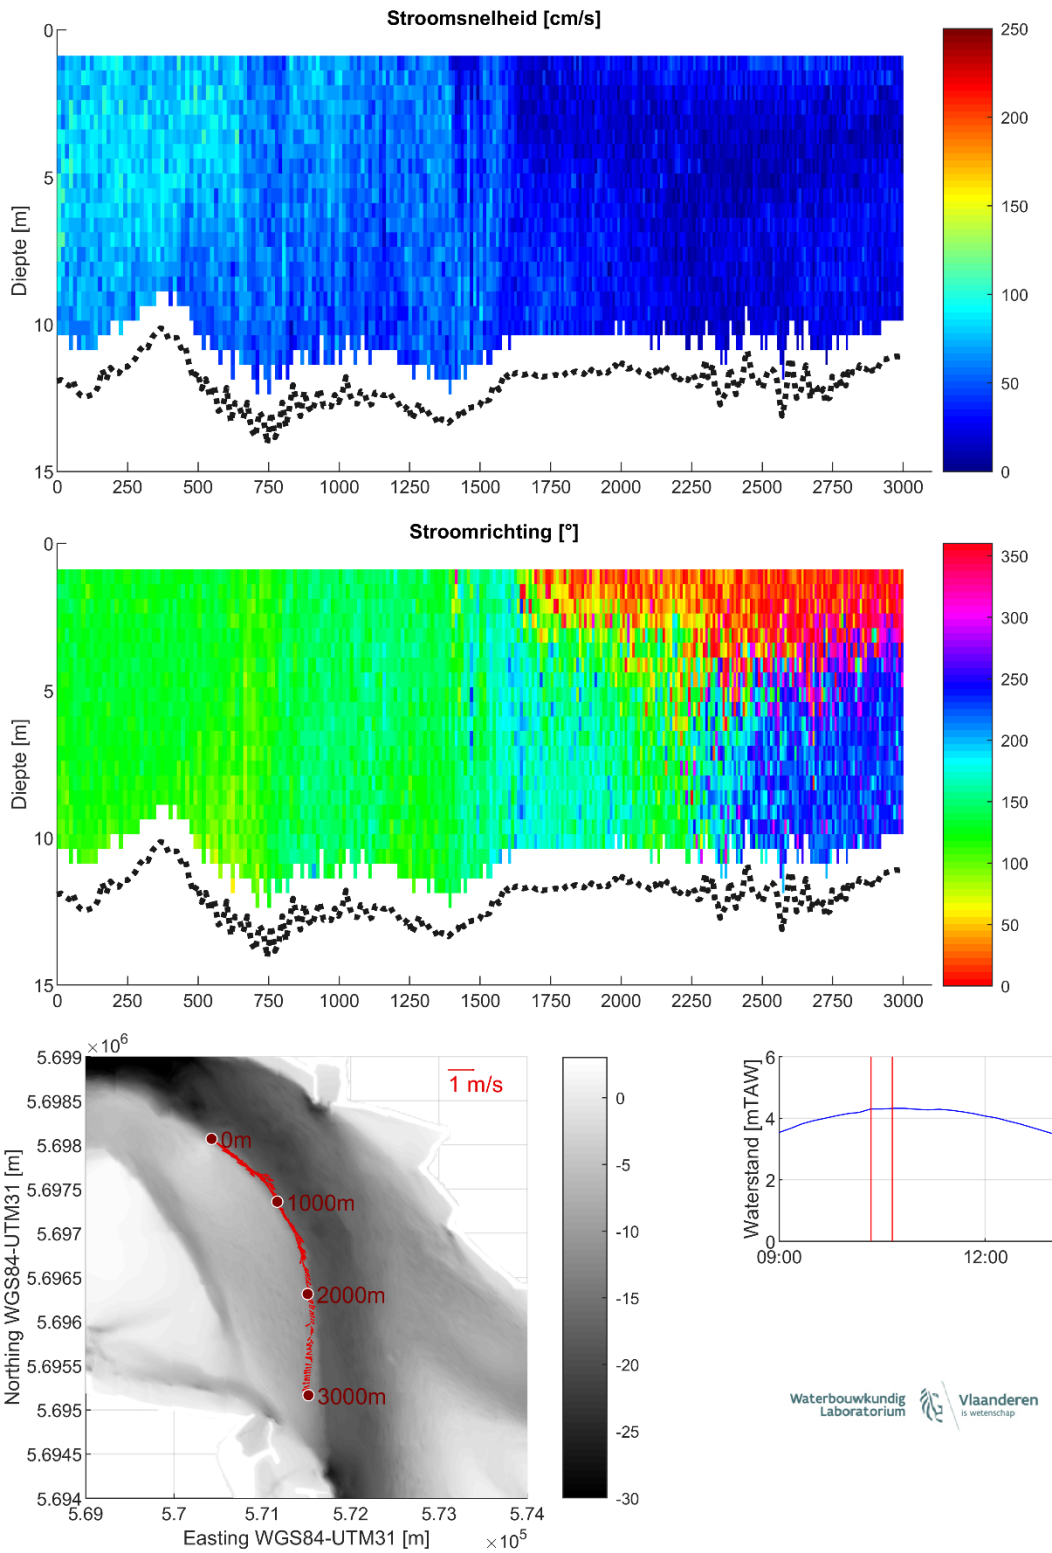 Stroomsnelheid [cm/s]
0
5
10
15
Diepte [m]
0 250 500 750 1000 1250 1500 1750 2000 2250 2500 2750 3000
250
200
150
100
50
0
Stroomrichting [°]
0
5
10
15
Diepte [m]
0 250 500 750 1000 1250 1500 1750 2000 2250 2500 2750 3000
350
300
250
200
150
100
50
0
×10⁶
5.699
5.6985
5.698
5.6975
5.697
5.6965
5.696
5.6955
5.695
5.6945
5.694
Northing WGS84-UTM31 [m]
1 m/s
0m
1000m
2000m
3000m
5.69 5.7 5.71 5.72 5.73 5.74
Easting WGS84-UTM31 [m]
×10⁵
0
-5
-10
-15
-20
-25
-30
Waterstand [mTAW]
6
4
2
0
09:00 12:00
Waterbouwkundig
Laboratorium
Vlaanderen
is wetenschap